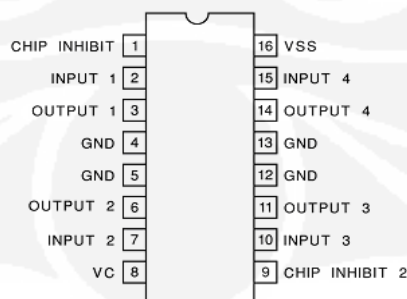 CHIP INHIBIT 1 16 VSS
INPUT 1 2 15 INPUT 4
OUTPUT 1 3 14 OUTPUT 4
GND 4 13 GND
GND 5 12 GND
OUTPUT 2 6 11 OUTPUT 3
INPUT 2 7 10 INPUT 3
VC 8 9 CHIP INHIBIT 2